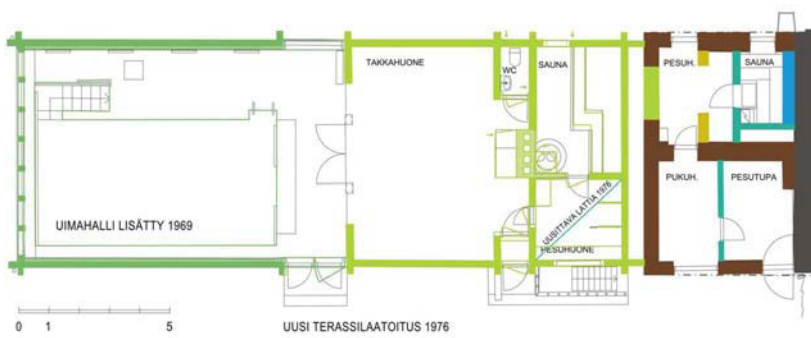 TAKKAHUONE
WC
SAUNA
PESUH.
SAUNA
UUSITTAVA LATTIA 1976
PUKUH.
PESUTUPA
UIMAHALLI LISÄTTY 1969
PESUHUONE
0 1 5
UUSI TERASSILAATOITUS 1976